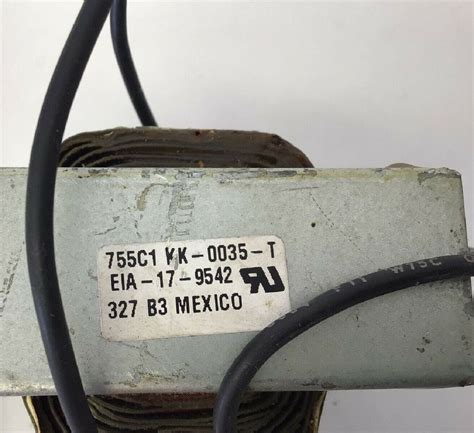 755C1 KK-0035-T
EIA-17-9542
327 B3 MEXICO